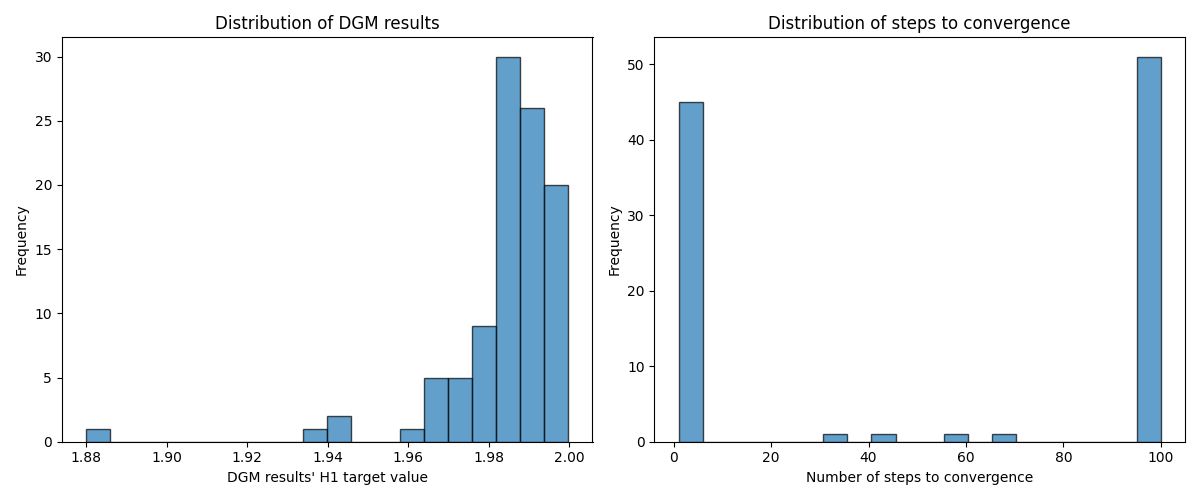 Distribution of DGM results
Frequency
0
5
10
15
20
25
30
1.88 1.90 1.92 1.94 1.96 1.98 2.00
DGM results' H1 target value
Distribution of steps to convergence
Frequency
0
10
20
30
40
50
0 20 40 60 80 100
Number of steps to convergence